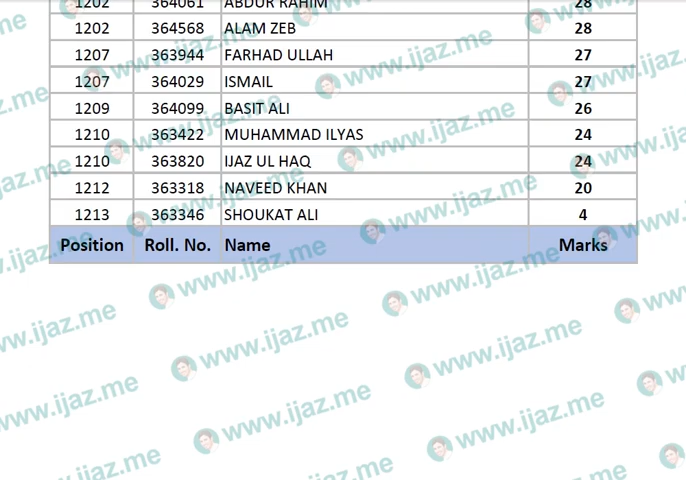 1202 364061 ABDUR RAHIM 28
1202 364568 ALAM ZEB 28
1207 363944 FARHAD ULLAH 27
1207 364029 ISMAIL 27
1209 364099 BASIT ALI 26
1210 363422 MUHAMMAD ILYAS 24
1210 363820 IJAZ UL HAQ 24
1212 363318 NAVEED KHAN 20
1213 363346 SHOUKAT ALI 4
Position Roll. No. Name Marks
www.ijaz.me